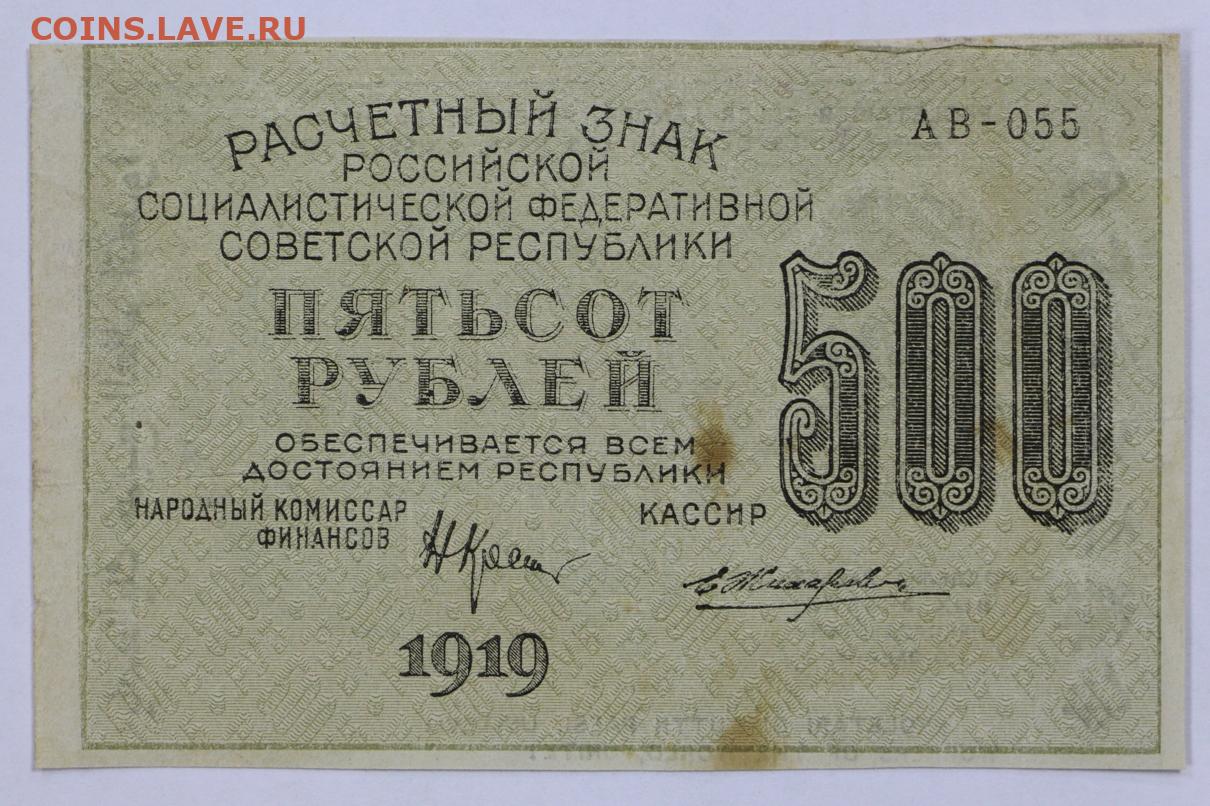 COINS.LAVE.RU
РАСЧЕТНЫЙ ЗНАК
АВ-055
РОССИЙСКОЙ
СОЦИАЛИСТИЧЕСКОЙ ФЕДЕРАТИВНОЙ
СОВЕТСКОЙ РЕСПУБЛИКИ
ПЯТЬСОТ
РУБЛЕЙ
500
ОБЕСПЕЧИВАЕТСЯ ВСЕМ
ДОСТОЯНИЕМ РЕСПУБЛИКИ
НАРОДНЫЙ КОМИССАР
ФИНАНСОВ
КАССИР
1919